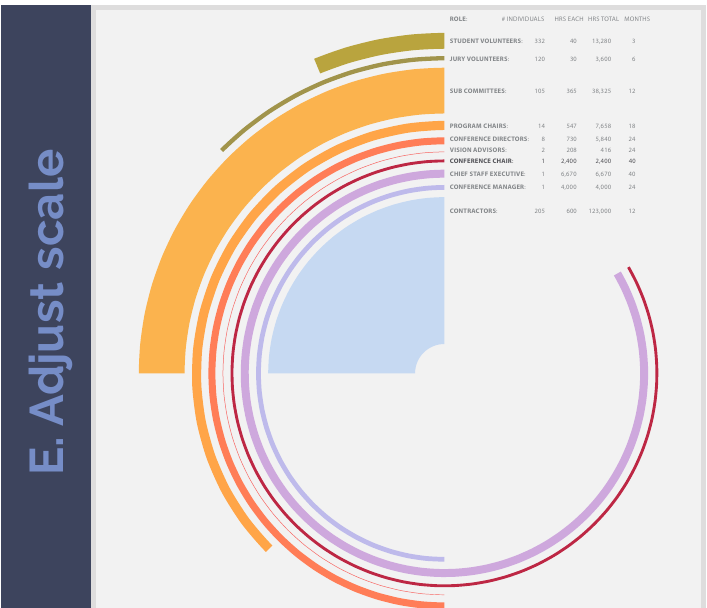 E. Adjust scale
ROLE: # INDIVIDUALS HRS EACH HRS TOTAL MONTHS
STUDENT VOLUNTEERS: 332 40 13,280 3
JURY VOLUNTEERS: 120 30 3,600 6
SUB COMMITTEES: 105 365 38,325 12
PROGRAM CHAIRS: 14 547 7,658 18
CONFERENCE DIRECTORS: 8 730 5,840 24
VISION ADVISORS: 2 208 416 24
CONFERENCE CHAIR: 1 2,400 2,400 40
CHIEF STAFF EXECUTIVE: 1 6,670 6,670 40
CONFERENCE MANAGER: 1 4,000 4,000 24
CONTRACTORS: 205 600 123,000 12